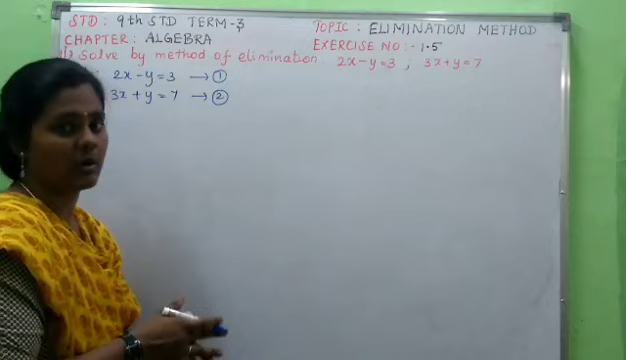 STD : 9th STD TERM-3 TOPIC : ELIMINATION METHOD
CHAPTER : ALGEBRA EXERCISE NO :- 1.5
1) Solve by method of elimination 2x-y=3 ; 3x+y=7
2x-y=3 → ①
3x+y=7 → ②